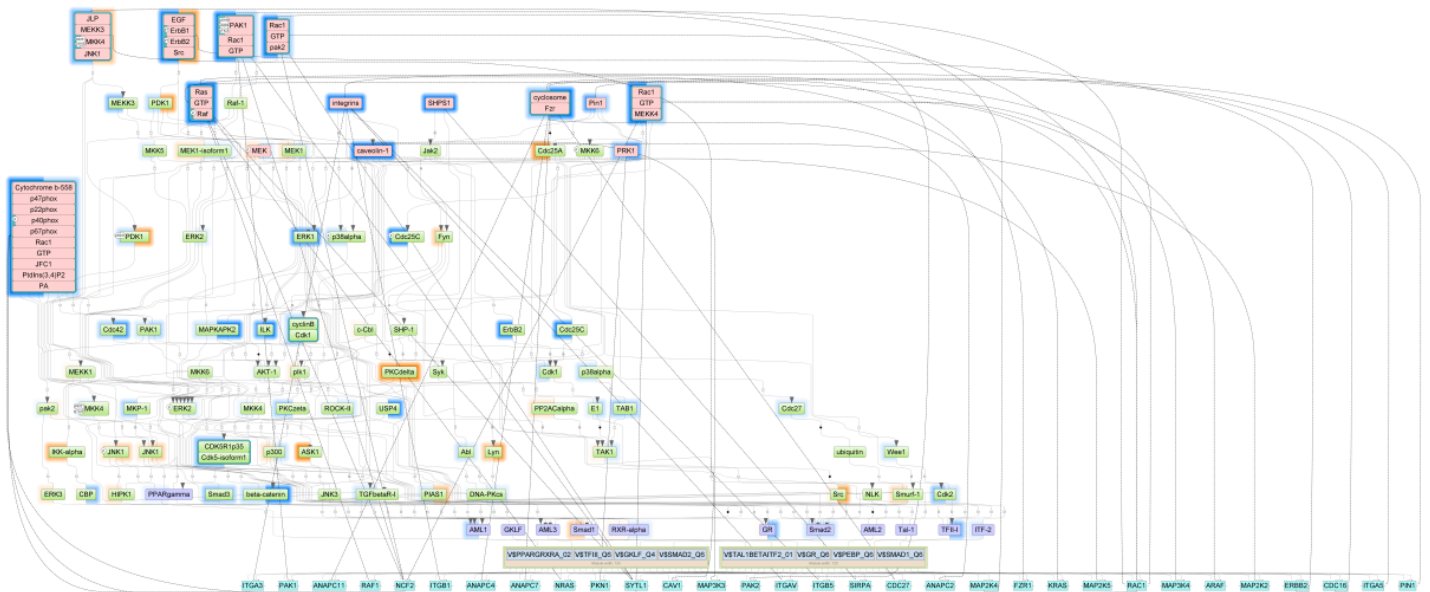 JLP
MEKK3
MKK4
JNK1
EGF
ErbB1
ErbB2
Src
PAK1
Rac1
GTP
Rac1
GTP
pak2
MEKK3
PDK1
Ras
GTP
Raf
Raf-1
integrins
SHPS1
cyclosome
Fzr
Pin1
Rac1
GTP
MEKK4
MKK5
MEK1-isoform1
MEK
MEK1
caveolin-1
Jak2
Cdc25A
MKK6
PRK1
Cytochrome b-558
p47phox
p22phox
p40phox
p67phox
Rac1
GTP
JFC1
PtdIns(3,4)P2
PA
PDK1
ERK2
ERK1
p38alpha
Cdc25C
Fyn
Cdc42
PAK1
MAPKAPK2
ILK
cyclinB
Cdk1
c-Cbl
SHP-1
ErbB2
Cdc25C
MEKK1
MKK6
AKT-1
plk1
PKCdelta
Syk
Cdk1
p38alpha
pak2
MKK4
MKP-1
ERK2
MKK4
PKCzeta
ROCK-II
USP4
PP2ACalpha
E1
TAB1
Cdc27
IKK-alpha
JNK1
JNK1
CDK5R1p35
Cdk5-isoform1
p300
ASK1
Abl
Lyn
TAK1
ubiquitin
Wee1
ERK3
CBP
HIPK1
PPARgamma
Smad3
beta-catenin
JNK3
TGFbetaR-I
PIAS1
DNA-PKcs
Src
NLK
Smurf-1
Cdk2
AML1
GKLF
AML3
Smad1
RXR-alpha
GR
Smad2
AML2
Tal-1
TFII-I
ITF-2
V$PPARGRXRA_02 V$TFIII_Q6 V$GKLF_Q4 V$SMAD2_Q6
V$TAL1BETAITF2_01 V$GR_Q6 V$PEBP_Q6 V$SMAD1_Q6
ITGA3 PAK1 ANAPC11 RAF1 NCF2 ITGB1 ANAPC4 ANAPC7 NRAS PKN1 SYTL1 CAV1 MAP3K3 PAK2 ITGAV ITGB5 SIRPA CDC27 ANAPC2 MAP2K4 FZR1 KRAS MAP2K5 RAC1 MAP3K4 ARAF MAP2K2 ERBB2 CDC16 ITGA5 PIN1